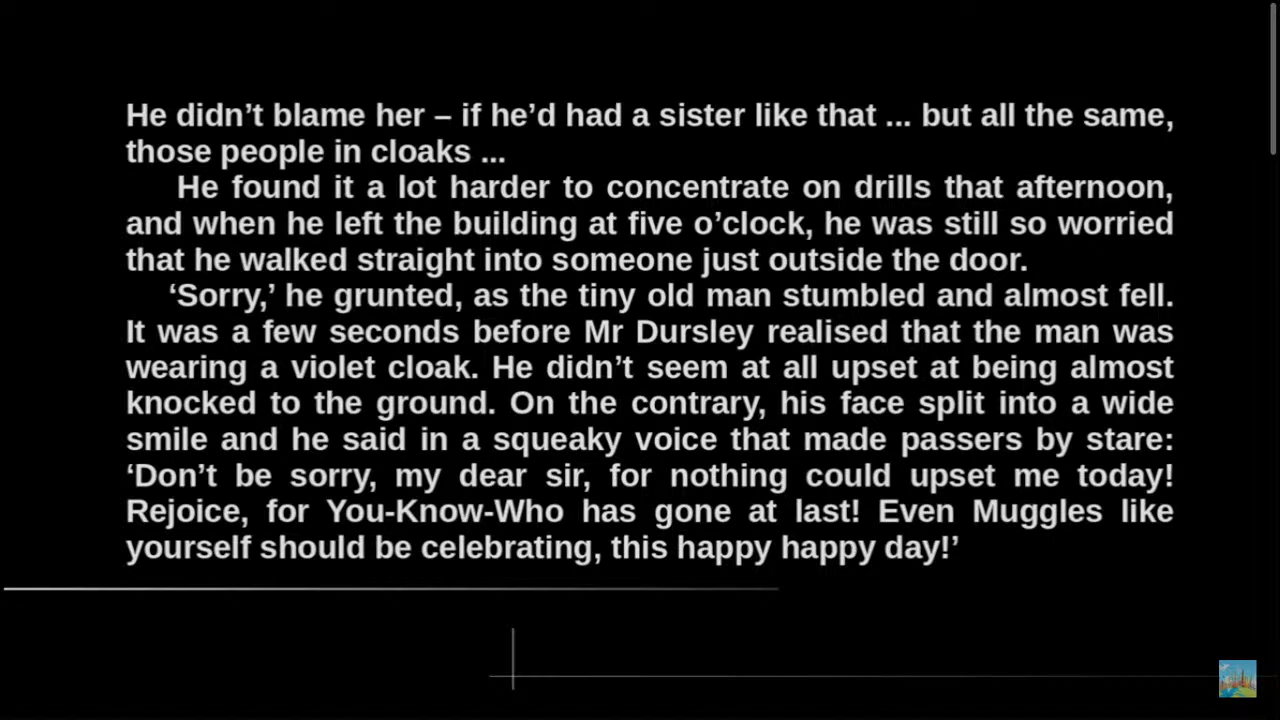 He didn’t blame her – if he’d had a sister like that ... but all the same,
those people in cloaks ...
He found it a lot harder to concentrate on drills that afternoon,
and when he left the building at five o’clock, he was still so worried
that he walked straight into someone just outside the door.
‘Sorry,’ he grunted, as the tiny old man stumbled and almost fell.
It was a few seconds before Mr Dursley realised that the man was
wearing a violet cloak. He didn’t seem at all upset at being almost
knocked to the ground. On the contrary, his face split into a wide
smile and he said in a squeaky voice that made passers by stare:
‘Don’t be sorry, my dear sir, for nothing could upset me today!
Rejoice, for You-Know-Who has gone at last! Even Muggles like
yourself should be celebrating, this happy happy day!’